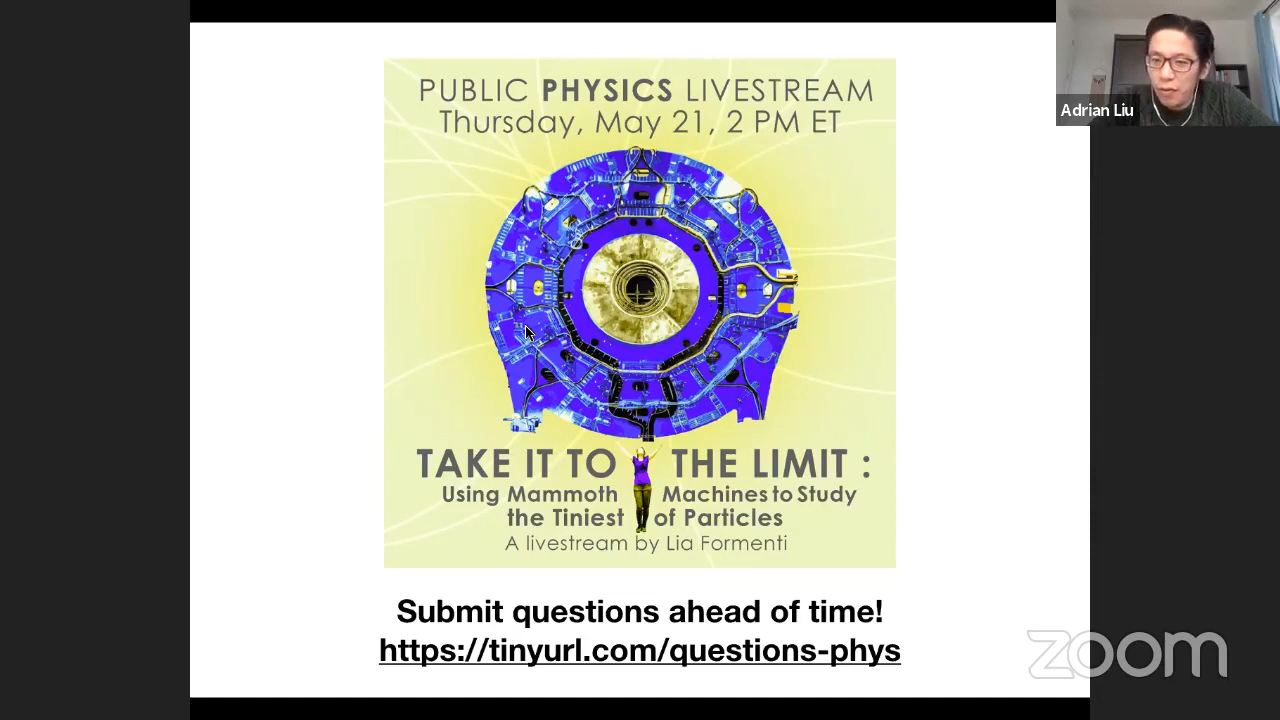 PUBLIC PHYSICS LIVESTREAM
Thursday, May 21, 2 PM ET
TAKE IT TO THE LIMIT :
Using Mammoth Machines to Study
the Tiniest of Particles
A livestream by Lia Formenti
Submit questions ahead of time!
https://tinyurl.com/questions-phys
Adrian Liu
zoom